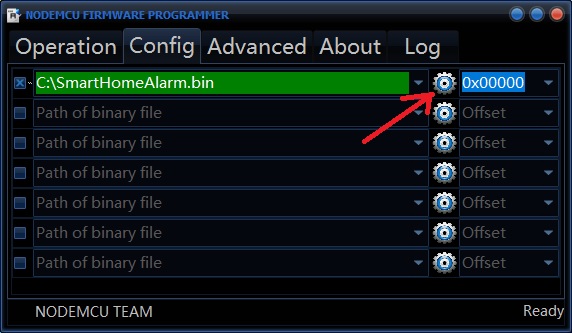 NODEMCU FIRMWARE PROGRAMMER
Operation Config Advanced About Log
C:\SmartHomeAlarm.bin 0x00000
Path of binary file Offset
Path of binary file Offset
Path of binary file Offset
Path of binary file Offset
Path of binary file Offset
Path of binary file Offset
NODEMCU TEAM Ready